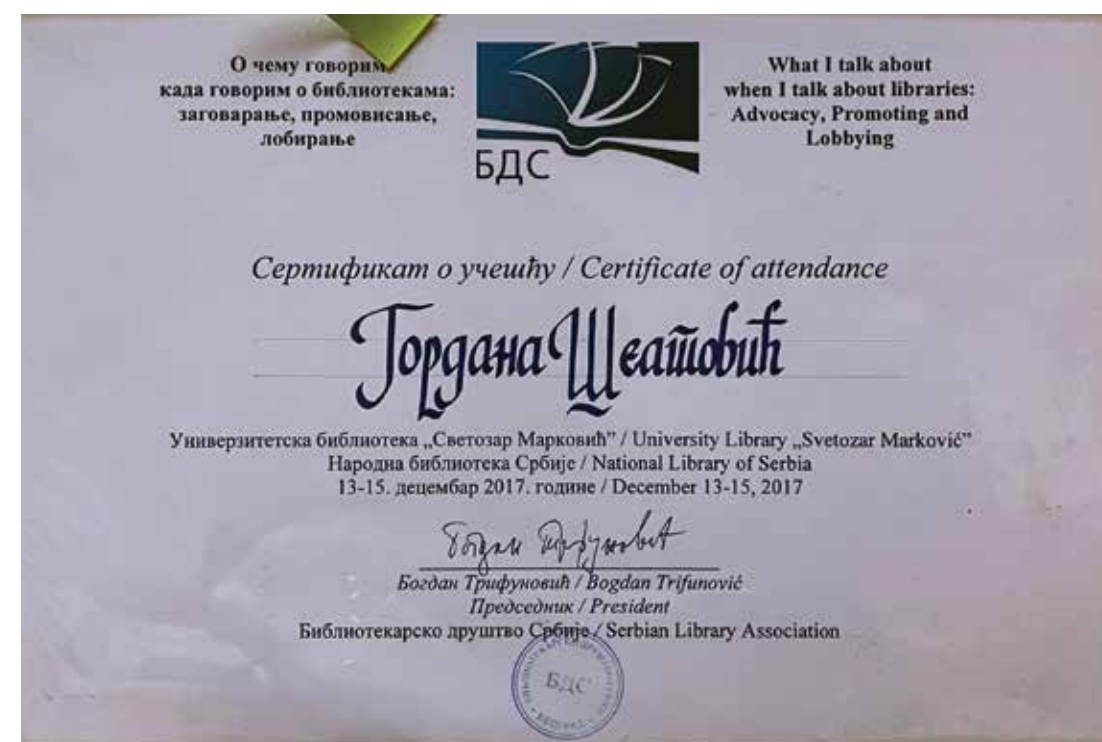 О чему говорим
када говорим о библиотекама:
заговарање, промовисање,
лобирање
БДС
What I talk about
when I talk about libraries:
Advocacy, Promoting and
Lobbying
Сертификат о учешћу / Certificate of attendance
Гордана Шеатовић
Универзитетска библиотека „Светозар Марковић” / University Library „Svetozar Marković”
Народна библиотека Србије / National Library of Serbia
13-15. децембар 2017. године / December 13-15, 2017
Богдан Трифуновић
Богдан Трифуновић / Bogdan Trifunović
Председник / President
Библиотекарско друштво Србије / Serbian Library Association
БДС